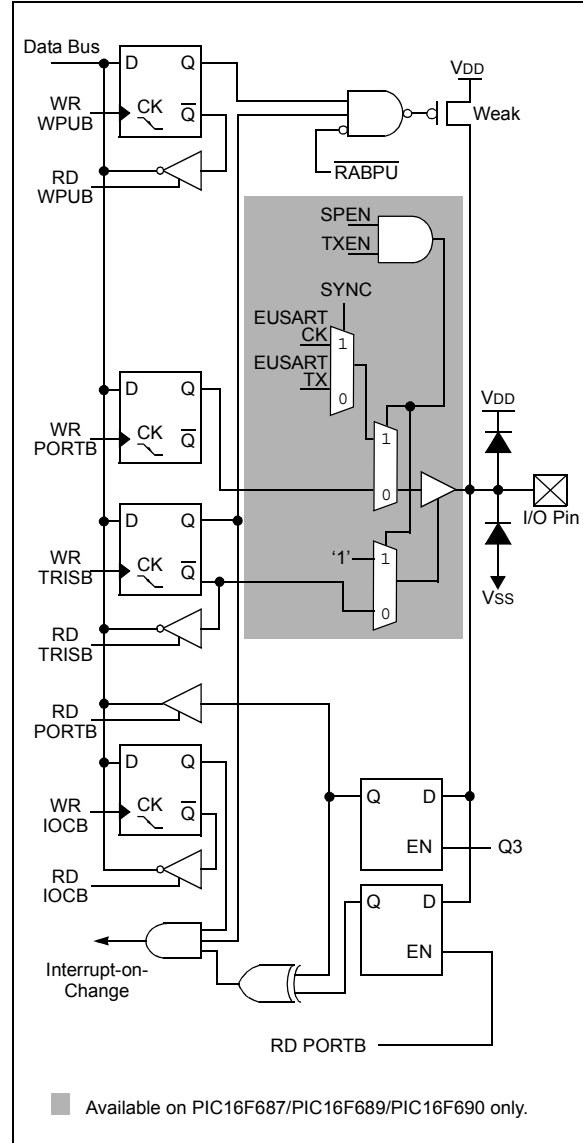 Data Bus
D Q
WR
WPUB
CK
Q
RD
WPUB
VDD
Weak
RABPU
SPEN
TXEN
SYNC
EUSART
CK
EUSART
TX
1
0
D Q
WR
PORTB
CK
Q
1
0
VDD
I/O Pin
VSS
D Q
WR
TRISB
CK
Q
‘1’
1
0
RD
TRISB
RD
PORTB
D Q
WR
IOCB
CK
Q
RD
IOCB
Q D
EN
Q3
Q D
EN
Interrupt-on-
Change
RD PORTB
Available on PIC16F687/PIC16F689/PIC16F690 only.